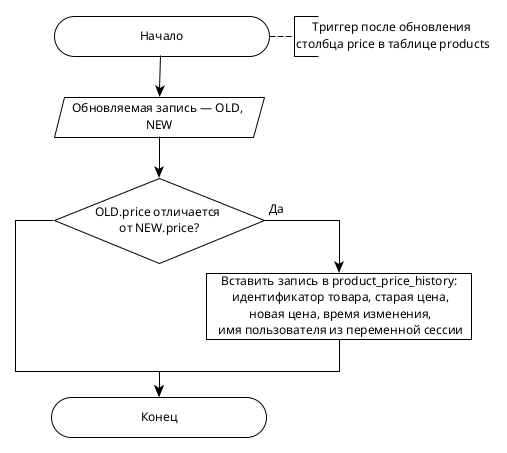 Начало
Триггер после обновления
столбца price в таблице products
Обновляемая запись — OLD,
NEW
OLD.price отличается
от NEW.price?
Да
Вставить запись в product_price_history:
идентификатор товара, старая цена,
новая цена, время изменения,
имя пользователя из переменной сессии
Конец